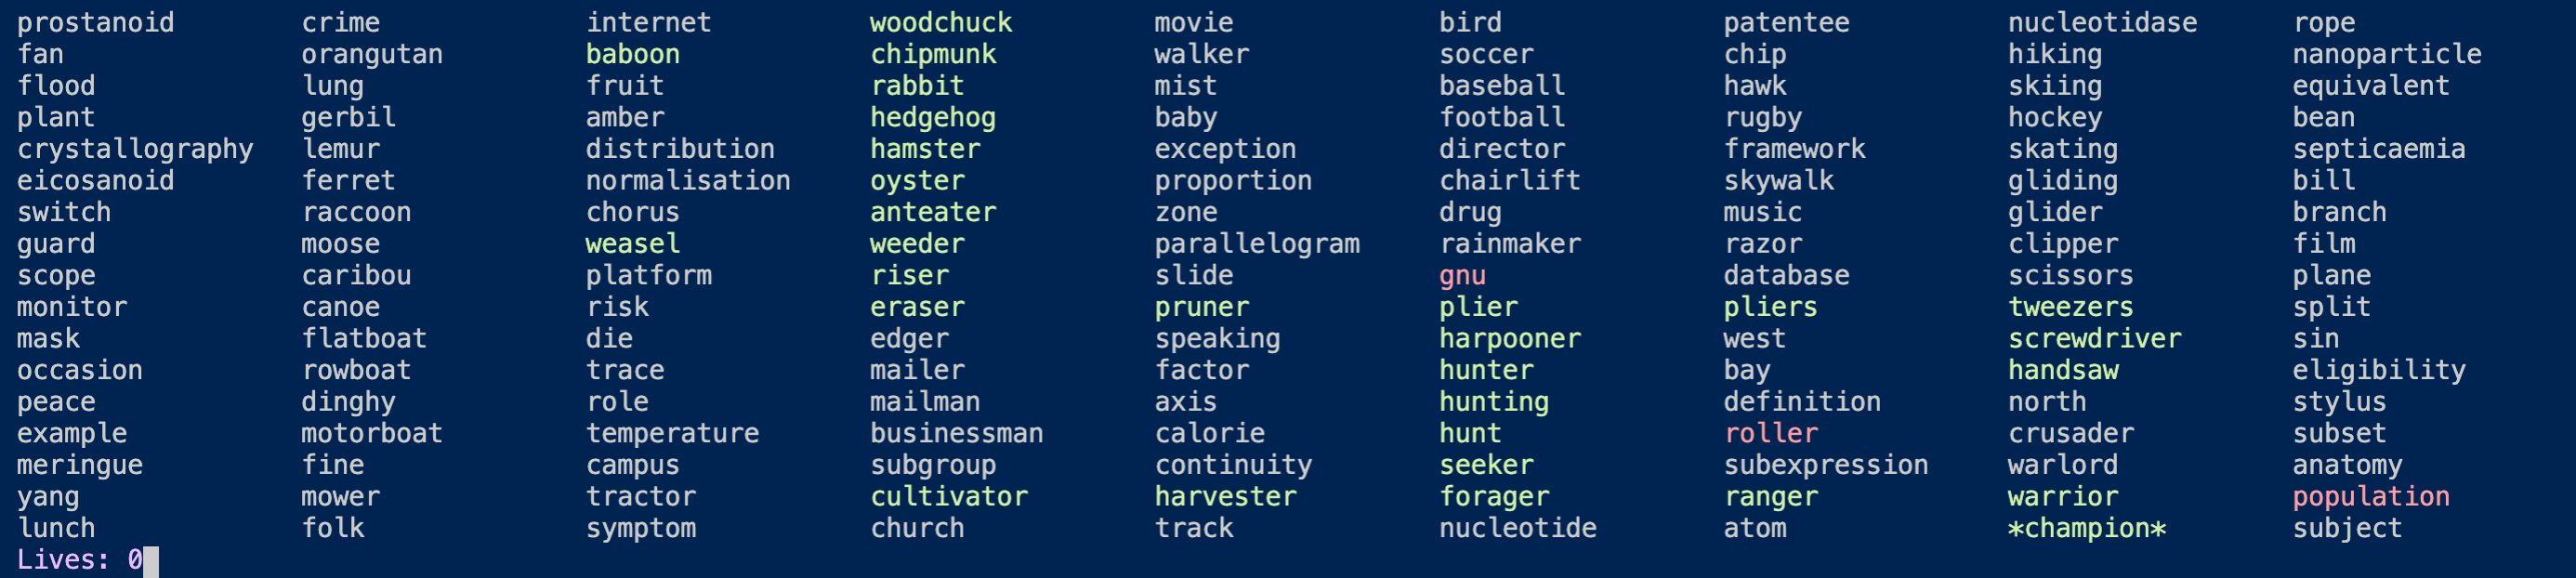 prostanoid crime internet woodchuck movie bird patentee nucleotidase rope
fan orangutan baboon chipmunk walker soccer chip hiking nanoparticle
flood lung fruit rabbit mist baseball hawk skiing equivalent
plant gerbil amber hedgehog baby football rugby hockey bean
crystallography lemur distribution hamster exception director framework skating septicaemia
eicosanoid ferret normalisation oyster proportion chairlift skywalk gliding bill
switch raccoon chorus anteater zone drug music glider branch
guard moose weasel weeder parallelogram rainmaker razor clipper film
scope caribou platform riser slide gnu database scissors plane
monitor canoe risk eraser pruner plier pliers tweezers split
mask flatboat die edger speaking harpooner west screwdriver sin
occasion rowboat trace mailer factor hunter bay handsaw eligibility
peace dinghy role mailman axis hunting definition north stylus
example motorboat temperature businessman calorie hunt roller crusader subset
meringue fine campus subgroup continuity seeker subexpression warlord anatomy
yang mower tractor cultivator harvester forager ranger warrior population
lunch folk symptom church track nucleotide atom *champion* subject
Lives: 0